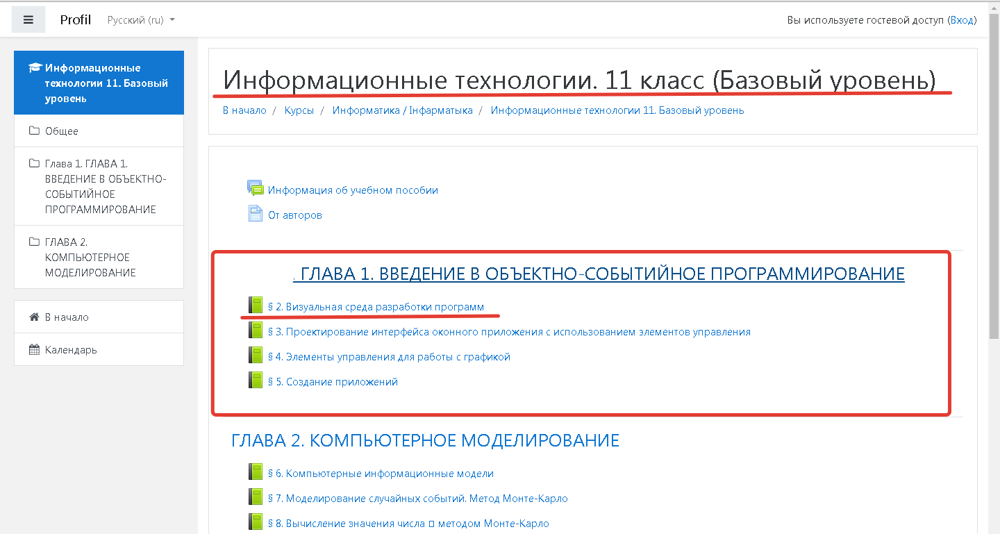 Profil Русский (ru) Вы используете гостевой доступ (Вход)
Информационные
технологии 11. Базовый
уровень
Общее
Глава 1. ГЛАВА 1.
ВВЕДЕНИЕ В ОБЪЕКТНО-
СОБЫТИЙНОЕ
ПРОГРАММИРОВАНИЕ
ГЛАВА 2.
КОМПЬЮТЕРНОЕ
МОДЕЛИРОВАНИЕ
В начало
Календарь
Информационные технологии. 11 класс (Базовый уровень)
В начало / Курсы / Информатика / Інфарматыка / Информационные технологии 11. Базовый уровень
Информация об учебном пособии
От авторов
. ГЛАВА 1. ВВЕДЕНИЕ В ОБЪЕКТНО-СОБЫТИЙНОЕ ПРОГРАММИРОВАНИЕ
§ 2. Визуальная среда разработки программ
§ 3. Проектирование интерфейса оконного приложения с использованием элементов управления
§ 4. Элементы управления для работы с графикой
§ 5. Создание приложений
ГЛАВА 2. КОМПЬЮТЕРНОЕ МОДЕЛИРОВАНИЕ
§ 6. Компьютерные информационные модели
§ 7. Моделирование случайных событий. Метод Монте-Карло
§ 8. Вычисление значения числа методом Монте-Карло